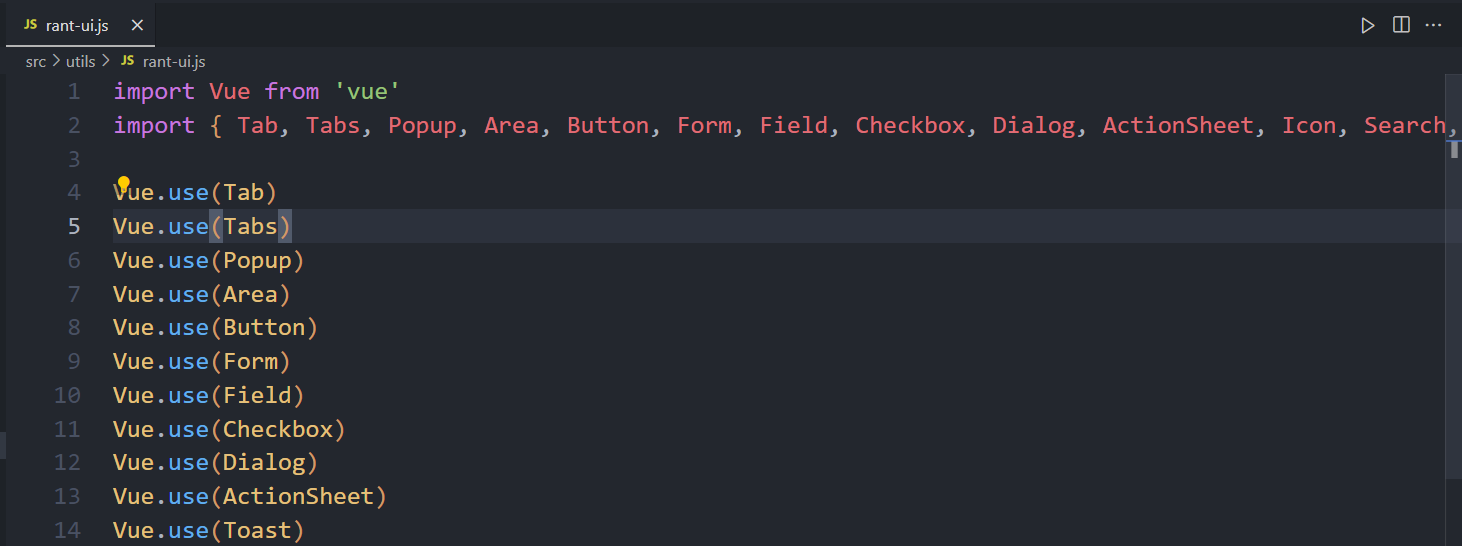 JS rant-ui.js
src > utils > JS rant-ui.js
1 import Vue from 'vue'
2 import { Tab, Tabs, Popup, Area, Button, Form, Field, Checkbox, Dialog, ActionSheet, Icon, Search,
3
4 Vue.use(Tab)
5 Vue.use(Tabs)
6 Vue.use(Popup)
7 Vue.use(Area)
8 Vue.use(Button)
9 Vue.use(Form)
10 Vue.use(Field)
11 Vue.use(Checkbox)
12 Vue.use(Dialog)
13 Vue.use(ActionSheet)
14 Vue.use(Toast)